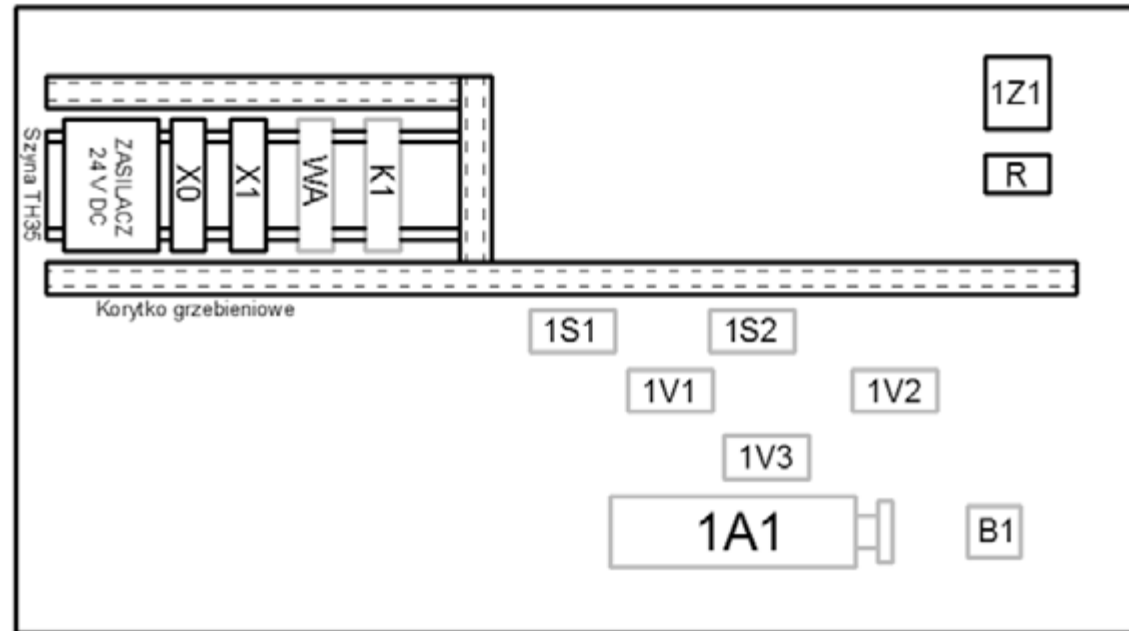 1Z1
R
Szyna TH35
ZASILACZ
24 V DC
X0
X1
WA
K1
Korytko grzebieniowe
1S1
1S2
1V1
1V2
1V3
1A1
B1